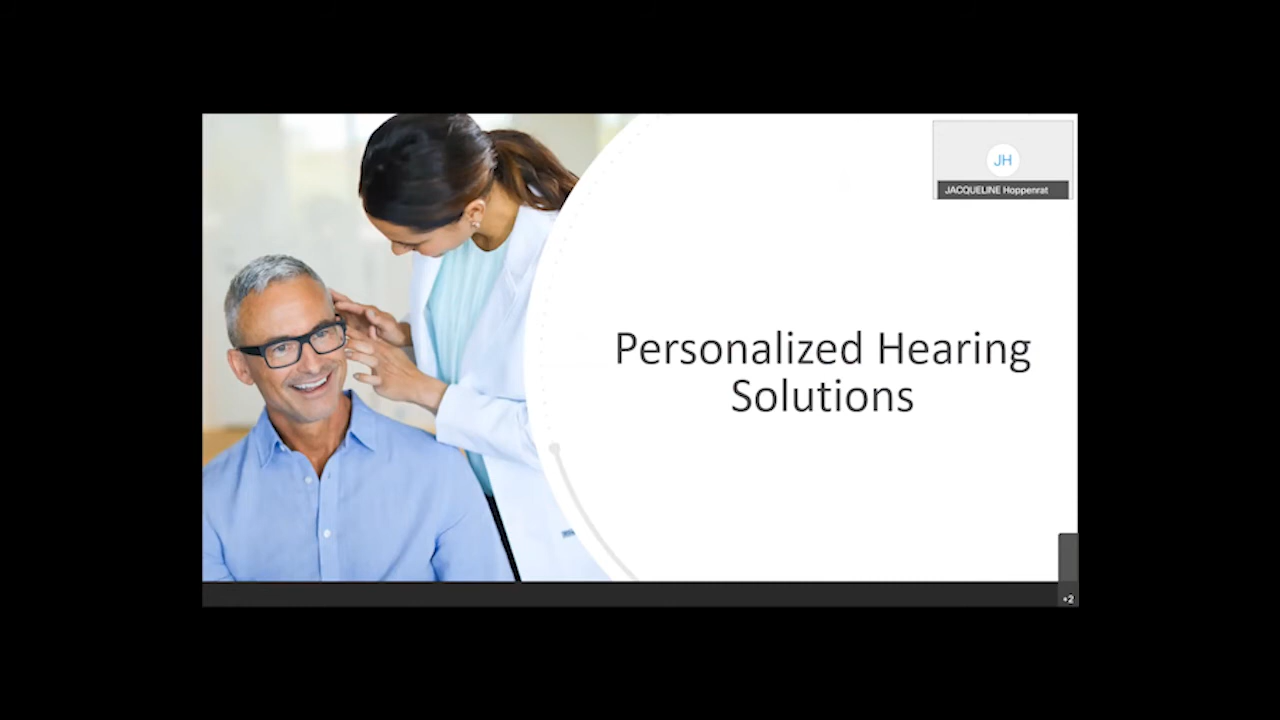 JH
JACQUELINE Hoppenrat
Personalized Hearing
Solutions
+2